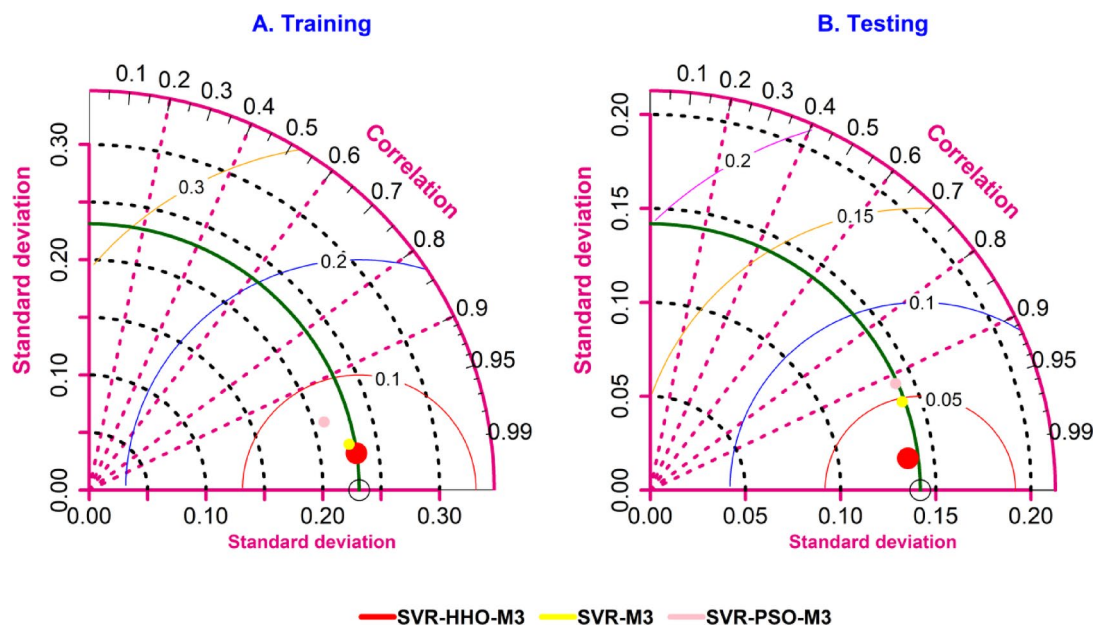 A. Training
Standard deviation
0.00 0.10 0.20 0.30
0.1 0.2 0.3 0.4 0.5 0.6 0.7 0.8 0.9 0.95 0.99
Correlation
0.3
0.2
0.1
0.00 0.10 0.20 0.30
Standard deviation
B. Testing
Standard deviation
0.00 0.05 0.10 0.15 0.20
0.1 0.2 0.3 0.4 0.5 0.6 0.7 0.8 0.9 0.95 0.99
Correlation
0.2
0.15
0.1
0.05
0.00 0.05 0.10 0.15 0.20
Standard deviation
SVR-HHO-M3 SVR-M3 SVR-PSO-M3